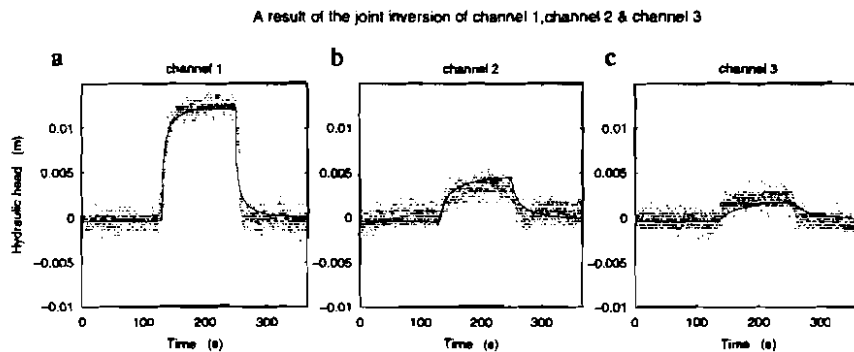 A result of the joint inversion of channel 1,channel 2 & channel 3
a
channel 1
b
channel 2
c
channel 3
Hydraulic head (m)
0.01
0.005
0
−0.005
−0.01
0 100 200 300
Time (s)
0.01
0.005
0
−0.005
−0.01
0 100 200 300
Time (s)
0.01
0.005
0
−0.005
−0.01
0 100 200 300
Time (s)